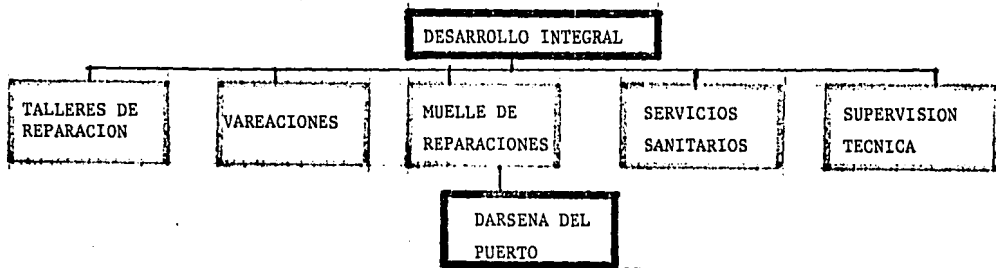 DESARROLLO INTEGRAL
TALLERES DE
REPARACION
VAREACIONES
MUELLE DE
REPARACIONES
SERVICIOS
SANITARIOS
SUPERVISION
TECNICA
DARSENA DEL
PUERTO